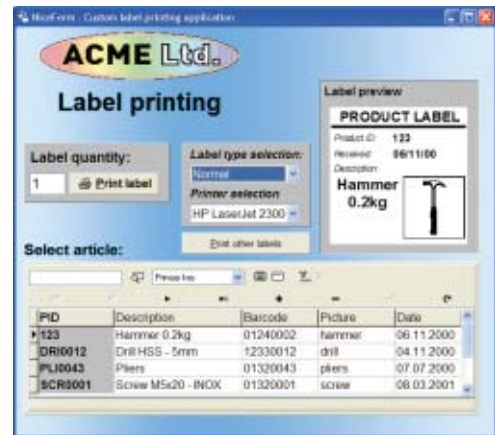 NiceForm - Custom label printing application
ACME Ltd.
Label printing
Label preview
PRODUCT LABEL
Product ID: 123
Received: 06/11/00
Description:
Hammer
0.2kg
Label quantity:
1
Print label
Label type selection:
Normal
Printer selection
HP LaserJet 2300
Print other labels
Select article:
PID Description Barcode Picture Date
123 Hammer 0.2kg 01240002 hammer 06.11.2000
DRI0012 Drill HSS - 5mm 12330012 drill 04.11.2000
PLI0043 Pliers 01320043 pliers 07.07.2000
SCR0001 Screw M5x20 - INOX 01320001 screw 08.03.2001